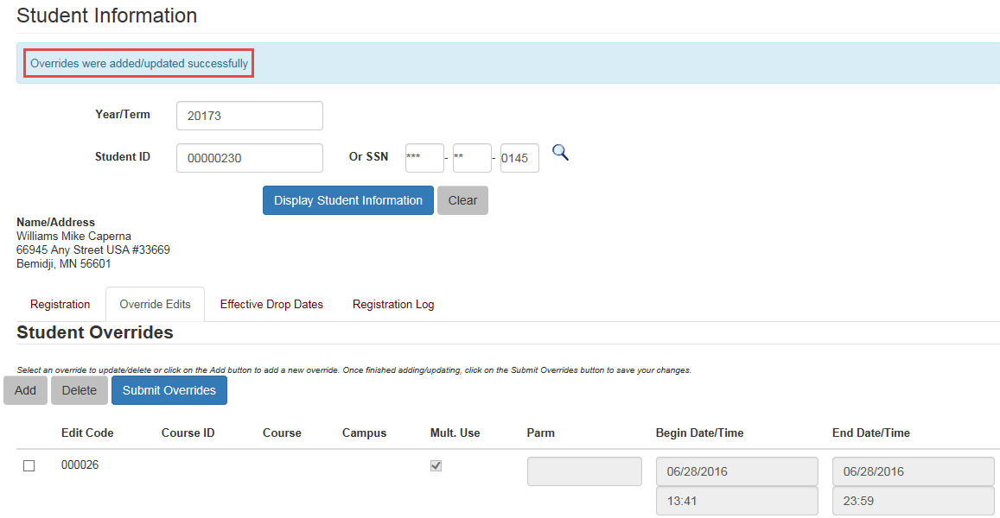 Student Information
Overrides were added/updated successfully
Year/Term 20173
Student ID 00000230 Or SSN *** - ** - 0145
Display Student Information Clear
Name/Address
Williams Mike Caperna
66945 Any Street USA #33669
Bemidji, MN 56601
Registration Override Edits Effective Drop Dates Registration Log
Student Overrides
Select an override to update/delete or click on the Add button to add a new override. Once finished adding/updating, click on the Submit Overrides button to save your changes.
Add Delete Submit Overrides
Edit Code Course ID Course Campus Mult. Use Parm Begin Date/Time End Date/Time
000026 06/28/2016 06/28/2016
13:41 23:59